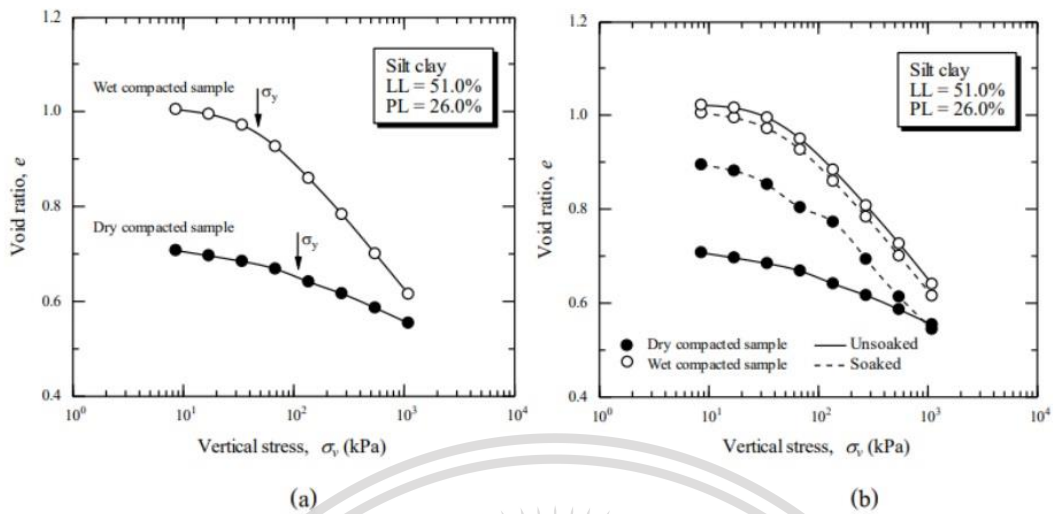 1.2
1.0
0.8
0.6
0.4
Void ratio, e
Wet compacted sample
σy
Dry compacted sample
σy
Silt clay
LL = 51.0%
PL = 26.0%
10⁰ 10¹ 10² 10³ 10⁴
Vertical stress, σv (kPa)
(a)
1.2
1.0
0.8
0.6
0.4
Void ratio, e
Silt clay
LL = 51.0%
PL = 26.0%
Dry compacted sample
Wet compacted sample
Unsoaked
Soaked
10⁰ 10¹ 10² 10³ 10⁴
Vertical stress, σv (kPa)
(b)